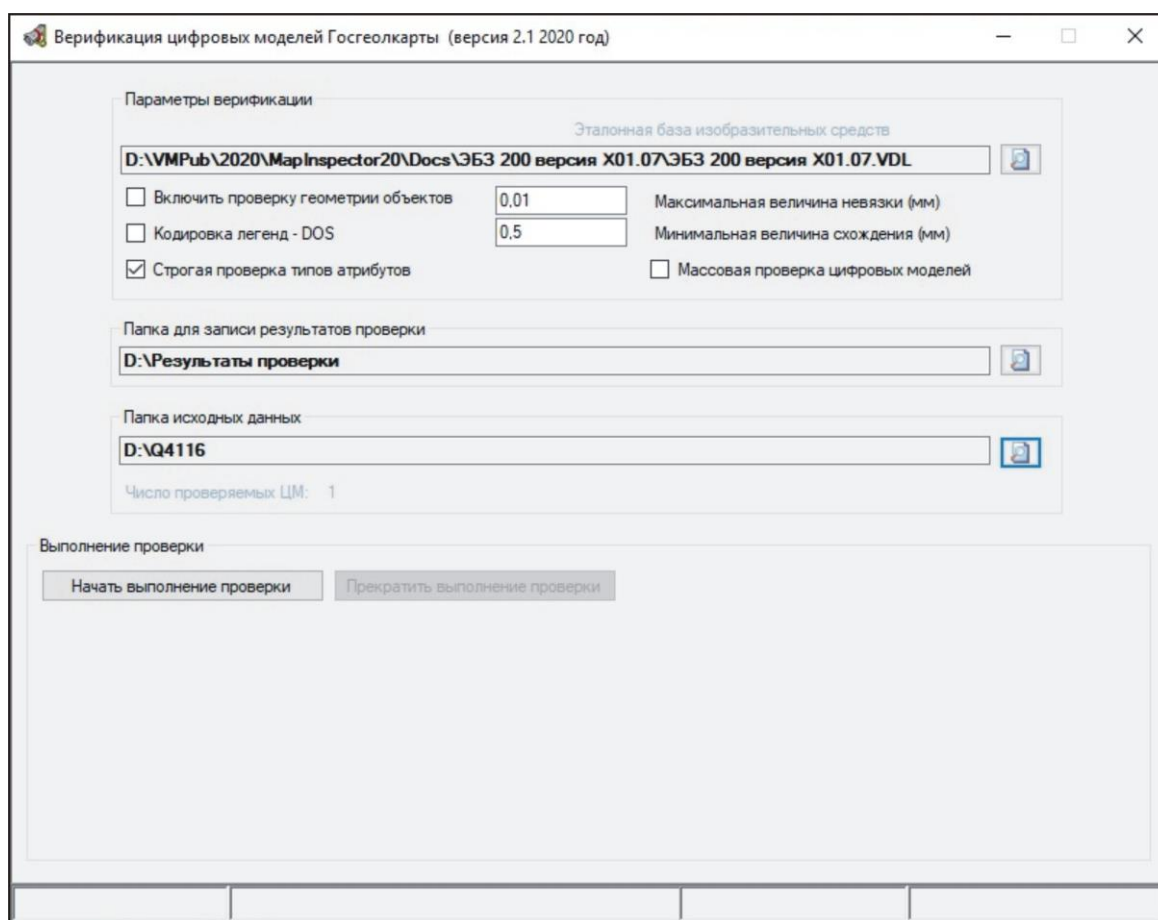 Верификация цифровых моделей Госгеолкарты (версия 2.1 2020 год)
Параметры верификации
Эталонная база изобразительных средств
D:\VMPub\2020\MapInspector20\Docs\ЭБЗ 200 версия X01.07\ЭБЗ 200 версия X01.07.VDL
Включить проверку геометрии объектов 0,01 Максимальная величина невязки (мм)
Кодировка легенд - DOS 0,5 Минимальная величина схождения (мм)
Строгая проверка типов атрибутов Массовая проверка цифровых моделей
Папка для записи результатов проверки
D:\Результаты проверки
Папка исходных данных
D:\Q4116
Число проверяемых ЦМ: 1
Выполнение проверки
Начать выполнение проверки Прекратить выполнение проверки